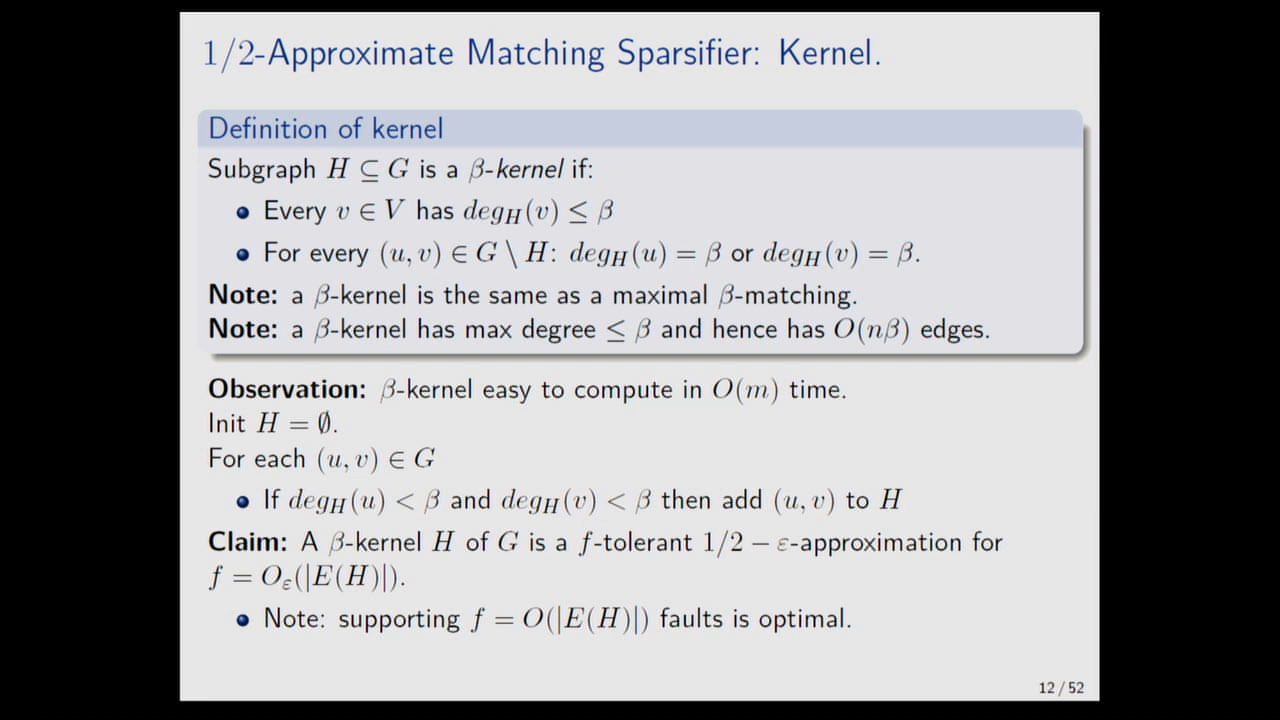 1/2-Approximate Matching Sparsifier: Kernel.
Definition of kernel
Subgraph H ⊆ G is a β-kernel if:
Every v ∈ V has deg_H(v) ≤ β
For every (u, v) ∈ G \ H: deg_H(u) = β or deg_H(v) = β.
Note: a β-kernel is the same as a maximal β-matching.
Note: a β-kernel has max degree ≤ β and hence has O(nβ) edges.
Observation: β-kernel easy to compute in O(m) time.
Init H = ∅.
For each (u, v) ∈ G
If deg_H(u) < β and deg_H(v) < β then add (u, v) to H
Claim: A β-kernel H of G is a f-tolerant 1/2 − ε-approximation for
f = O_ε(|E(H)|).
Note: supporting f = O(|E(H)|) faults is optimal.
12 / 52